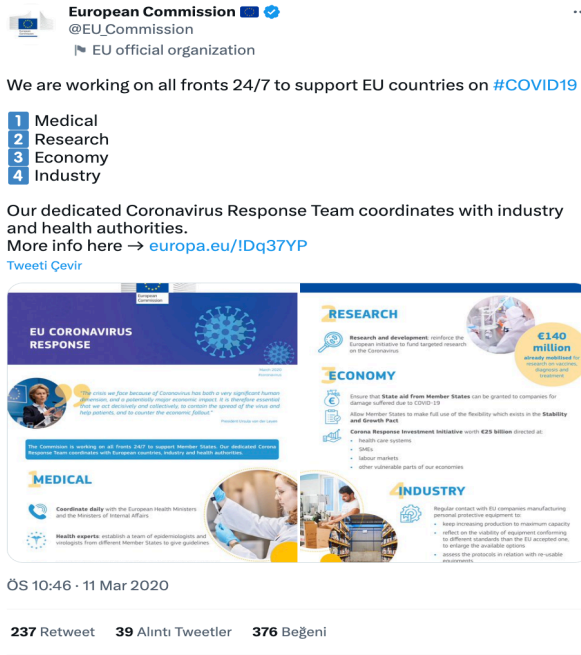 European Commission
@EU_Commission
EU official organization
We are working on all fronts 24/7 to support EU countries on #COVID19
1 Medical
2 Research
3 Economy
4 Industry
Our dedicated Coronavirus Response Team coordinates with industry
and health authorities.
More info here → europa.eu/!Dq37YP
Tweeti Çevir
European
Commission
EU CORONAVIRUS
RESPONSE
March 2020
#coronavirus
"The crisis we face because of Coronavirus has both a very significant human
dimension, and a potentially major economic impact. It is therefore essential
that we act decisively and collectively, to contain the spread of the virus and
help patients, and to counter the economic fallout."
President Ursula von der Leyen
The Commission is working on all fronts 24/7 to support Member States. Our dedicated Corona
Response Team coordinates with European countries, industry and health authorities.
1 MEDICAL
Coordinate daily with the European Health Ministers
and the Ministers of Internal Affairs
Health experts: establish a team of epidemiologists and
virologists from different Member States to give guidelines
2 RESEARCH
Research and development: reinforce the
European initiative to fund targeted research
on the Coronavirus
€140
million
already mobilised for
research on vaccines,
diagnosis and
treatment
3 ECONOMY
Ensure that State aid from Member States can be granted to companies for
damage suffered due to COVID-19
Allow Member States to make full use of the flexibility which exists in the Stability
and Growth Pact
Corona Response Investment Initiative worth €25 billion directed at:
• health care systems
• SMEs
• labour markets
• other vulnerable parts of our economies
4 INDUSTRY
Regular contact with EU companies manufacturing
personal protective equipment to:
• keep increasing production to maximum capacity
• reflect on the viability of equipment conforming
to different standards than the EU accepted one,
to enlarge the available options
• assess the protocols in relation with re-usable
equipments
ÖS 10:46 · 11 Mar 2020
237 Retweet 39 Alıntı Tweetler 376 Beğeni